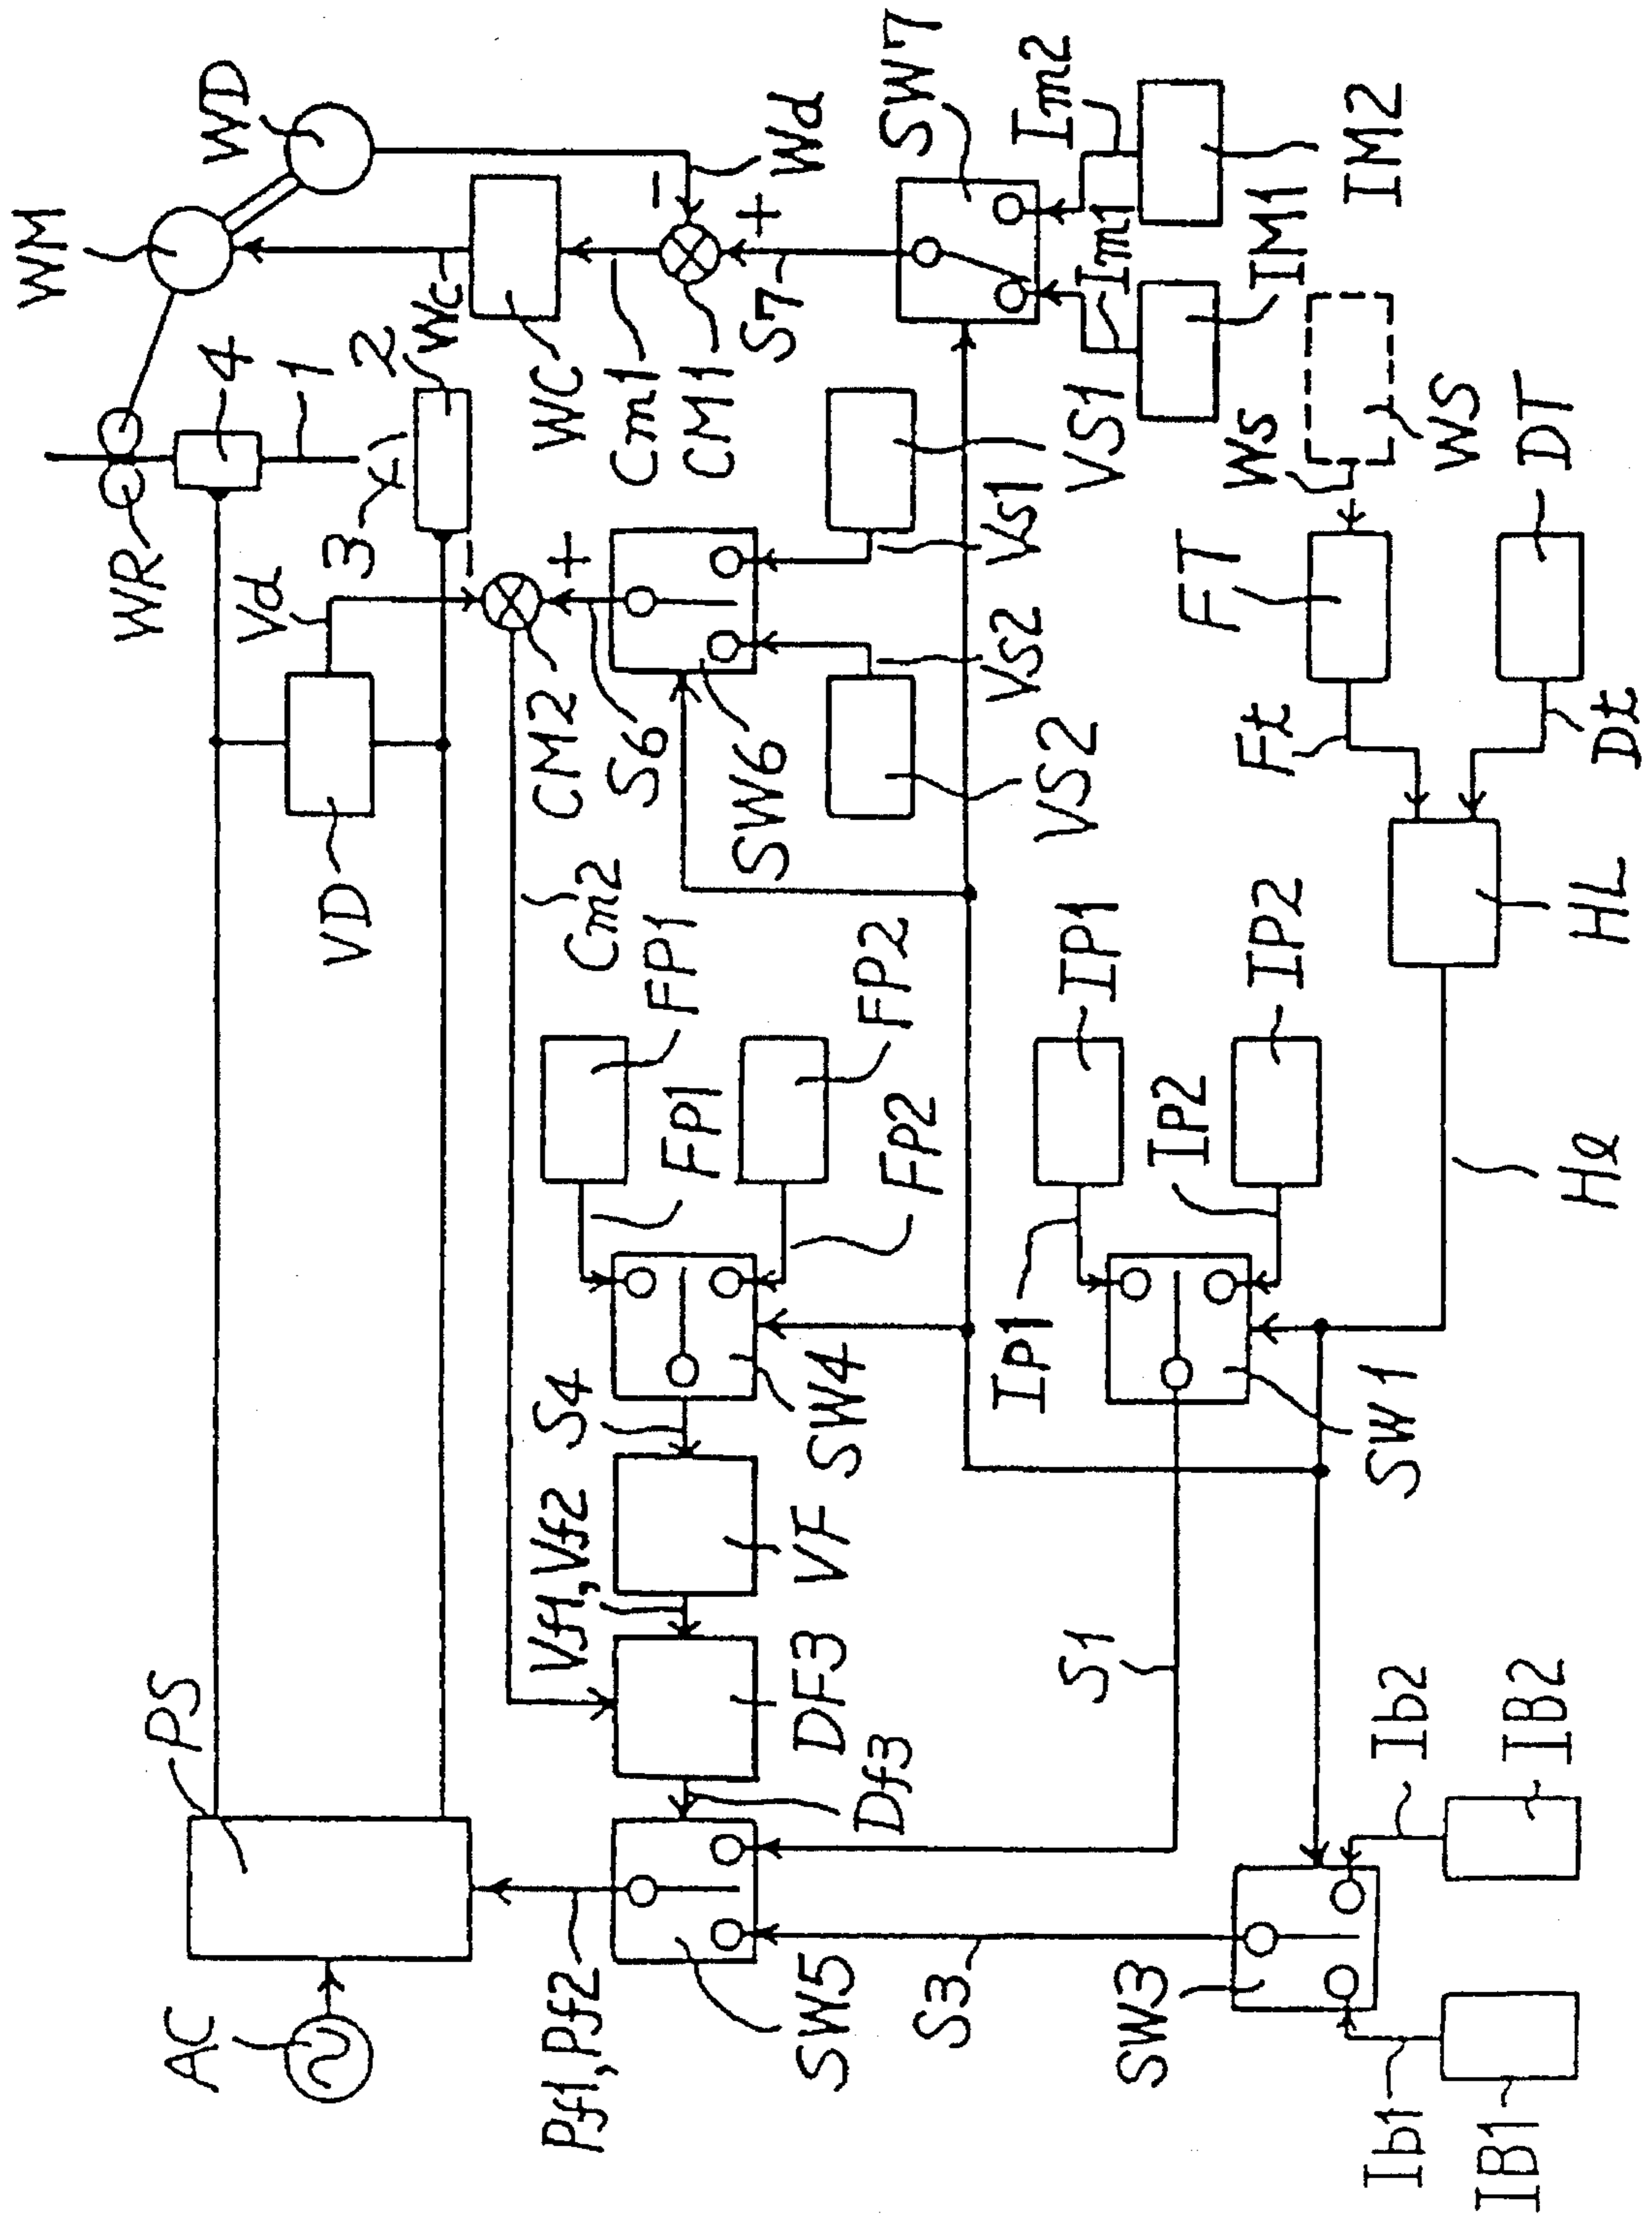 AC
PS
VD
Vd
WR
4
1
3
2
WM
WD
Wc
WC
Cm1
CM1
Wd
-
+
S7
SW7
Im2
IM2
Im1
IM1
-
+
CM2
S6
SW6
Cm2
VS1
Vs1
Vs2
VS2
Pf1,Pf2
SW5
Df3
DF3
Vf1,Vf2
VF
S4
SW4
FP1
FP1
FP2
FP2
S3
S1
IP1
IP1
IP2
IP2
SW1
SW3
Ib1
IB1
Ib2
IB2
Hl
HL
Ft
FT
Dt
DT
Ws
WS